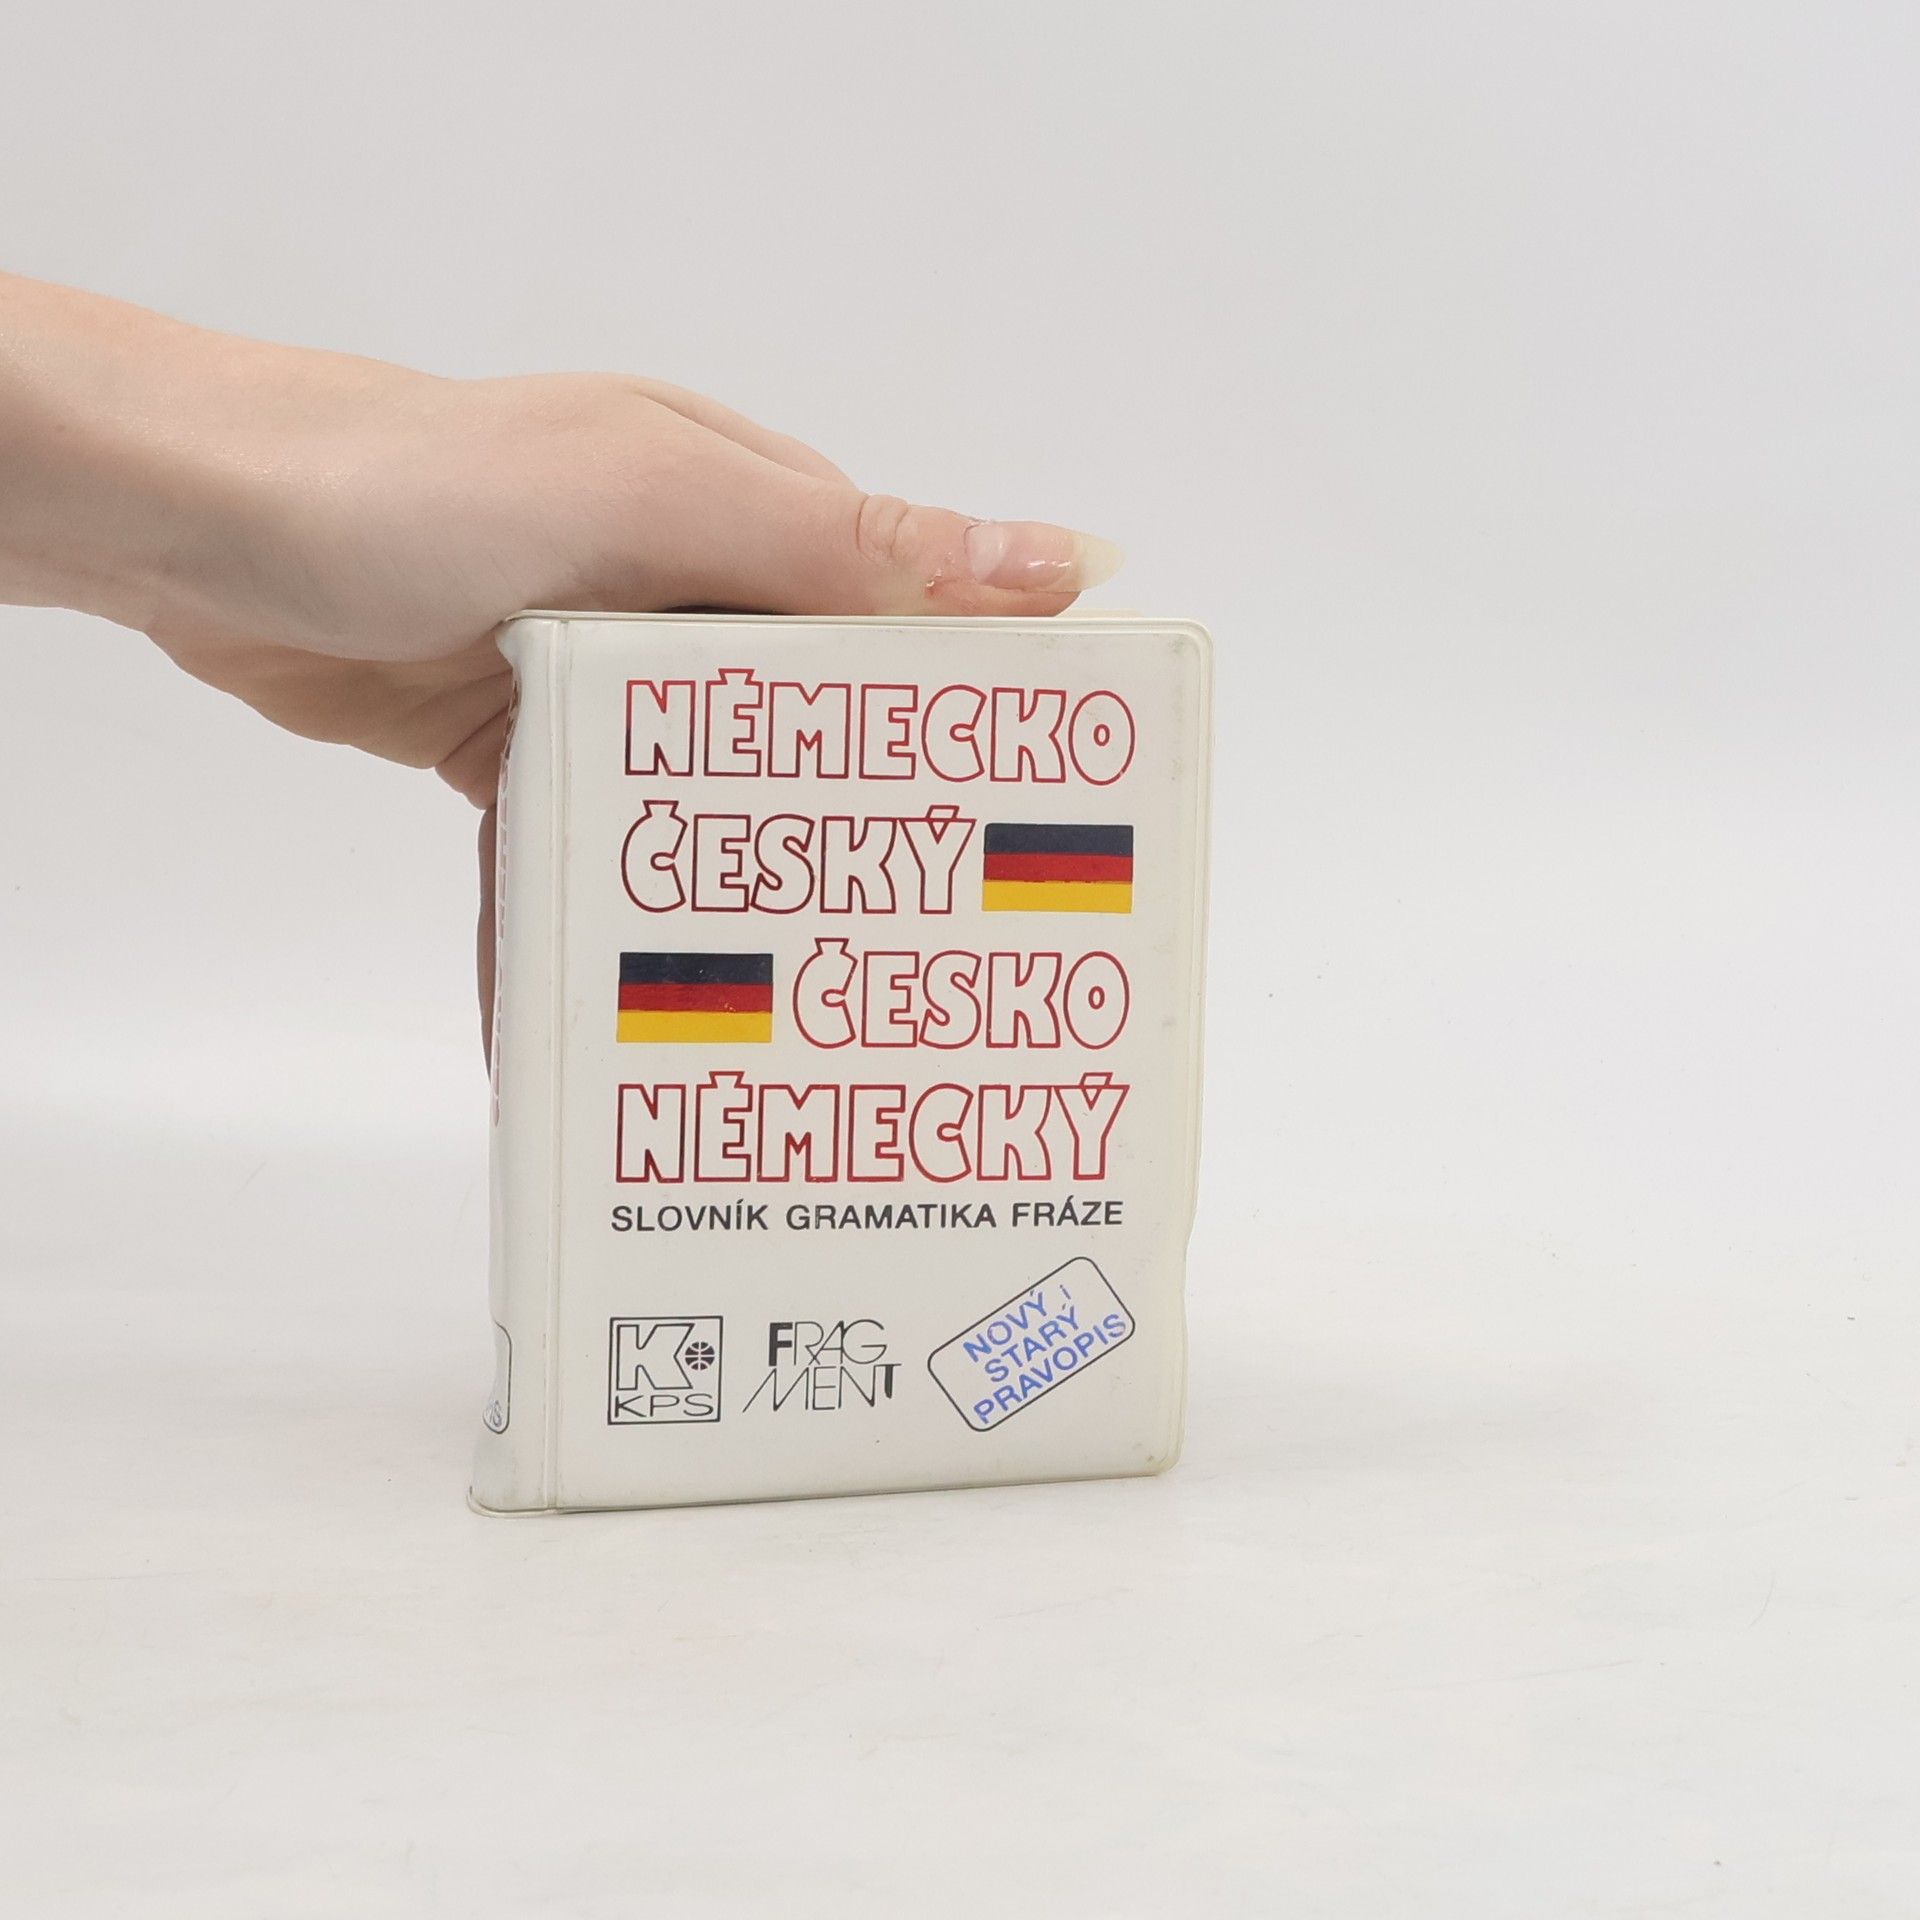 NĚMECKO
ČESKÝ
ČESKO
NĚMECKÝ
SLOVNÍK GRAMATIKA FRÁZE
K
KPS
FRAG
MENT
NOVÝ i
STARÝ
PRAVOPIS